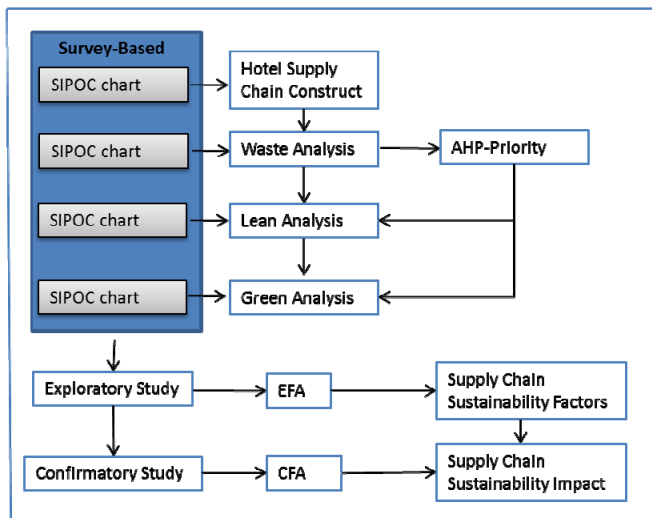 Survey-Based
SIPOC chart
Hotel Supply
Chain Construct
SIPOC chart
Waste Analysis
AHP-Priority
SIPOC chart
Lean Analysis
SIPOC chart
Green Analysis
Exploratory Study
EFA
Supply Chain
Sustainability Factors
Confirmatory Study
CFA
Supply Chain
Sustainability Impact